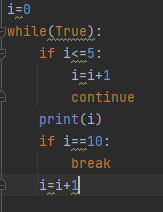 i=0
while(True):
    if i<=5:
        i=i+1
        continue
    print(i)
    if i==10:
        break
    i=i+1